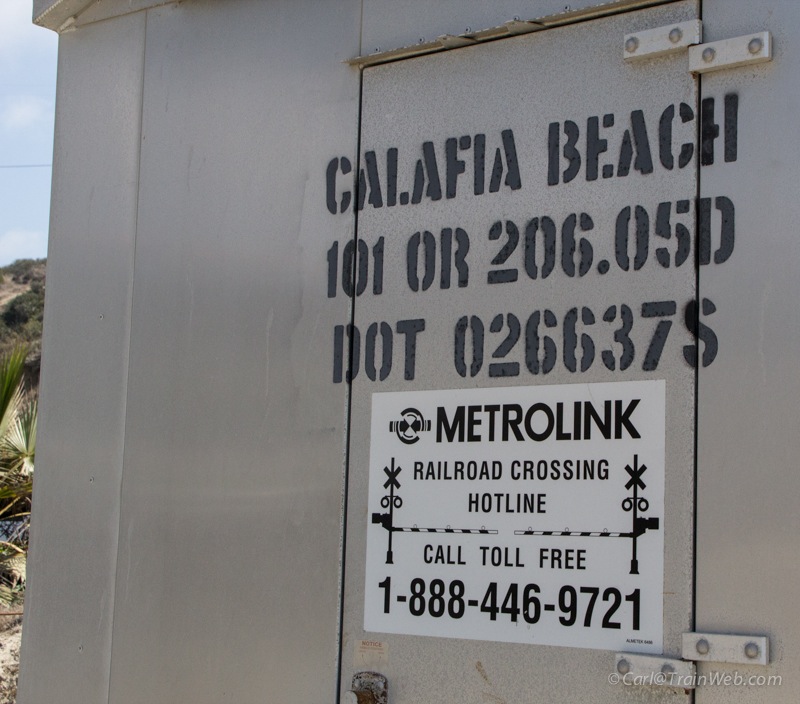 CALAFIA BEACH
101 OR 206.05D
DOT 026637S
METROLINK
RAILROAD CROSSING
HOTLINE
CALL TOLL FREE
1-888-446-9721
NOTICE
©Carl@TrainWeb.com